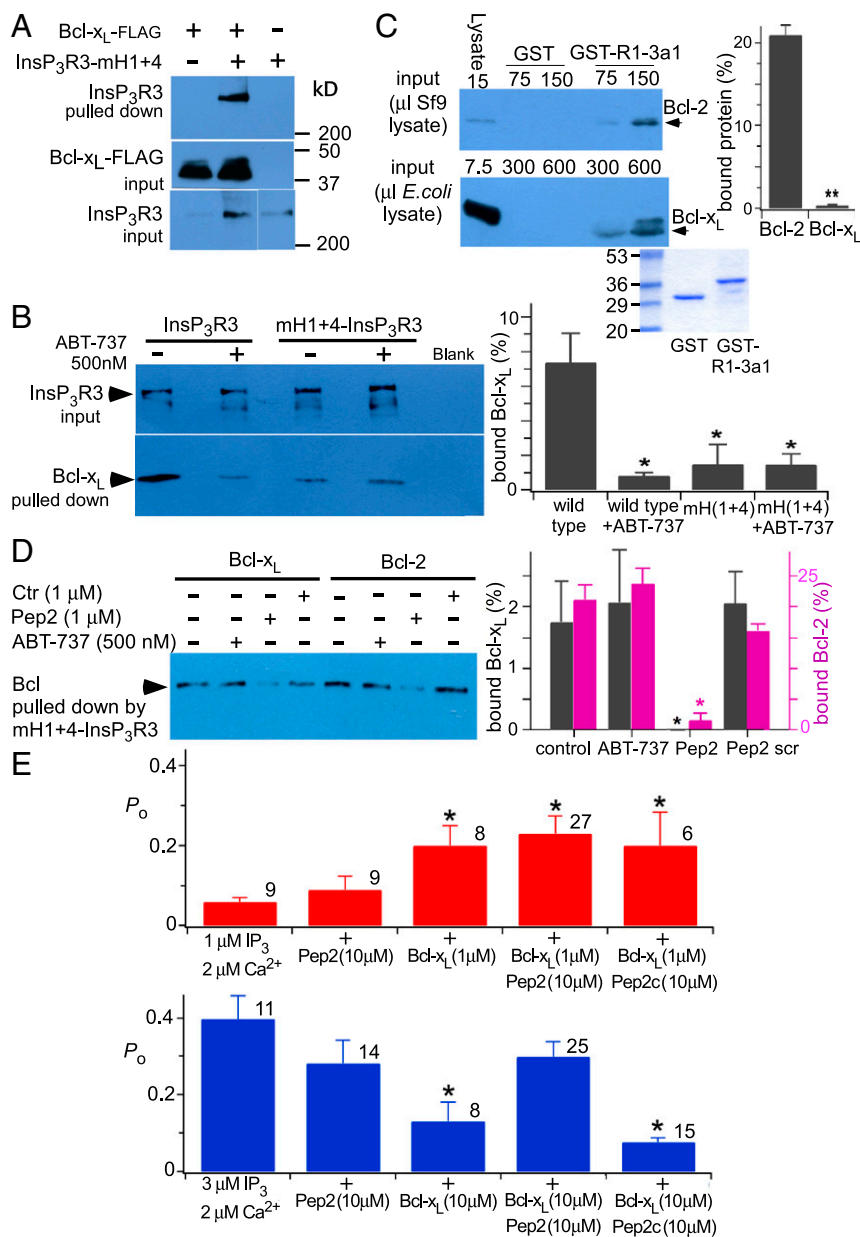 A
Bcl-xL-FLAG + + −
InsP3R3-mH1+4 − + +
InsP3R3 pulled down
kD
200
Bcl-xL-FLAG input
50
37
InsP3R3 input
200
C
Lysate GST GST-R1-3a1
input (µl Sf9 lysate)
15 75 150 75 150
Bcl-2
input (µl E.coli lysate)
7.5 300 600 300 600
Bcl-xL
bound protein (%)
20
10
0
**
Bcl-2 Bcl-xL
53
36
29
20
GST GST-R1-3a1
B
InsP3R3 mH1+4-InsP3R3
ABT-737 500nM
− + − + Blank
InsP3R3 input
Bcl-xL pulled down
bound Bcl-xL (%)
10
0
* * *
wild type
wild type +ABT-737
mH(1+4)
mH(1+4) +ABT-737
D
Bcl-xL Bcl-2
Ctr (1 µM) − − − + − − − +
Pep2 (1 µM) − − + − − − + −
ABT-737 (500 nM) − + − − − + − −
Bcl pulled down by mH1+4-InsP3R3
bound Bcl-xL (%)
2
1
0
* *
25
0
bound Bcl-2 (%)
control ABT-737 Pep2 Pep2 scr
E
Po
0.4
0.2
0
9 9 * 8 * 27 * 6
1 µM IP3 2 µM Ca2+
+ Pep2(10µM)
+ Bcl-xL(1µM)
+ Bcl-xL(1µM) Pep2(10µM)
+ Bcl-xL(1µM) Pep2c(10µM)
Po
0.4
0.2
0
11 14 * 8 25 * 15
3 µM IP3 2 µM Ca2+
+ Pep2(10µM)
+ Bcl-xL(10µM)
+ Bcl-xL(10µM) Pep2(10µM)
+ Bcl-xL(10µM) Pep2c(10µM)